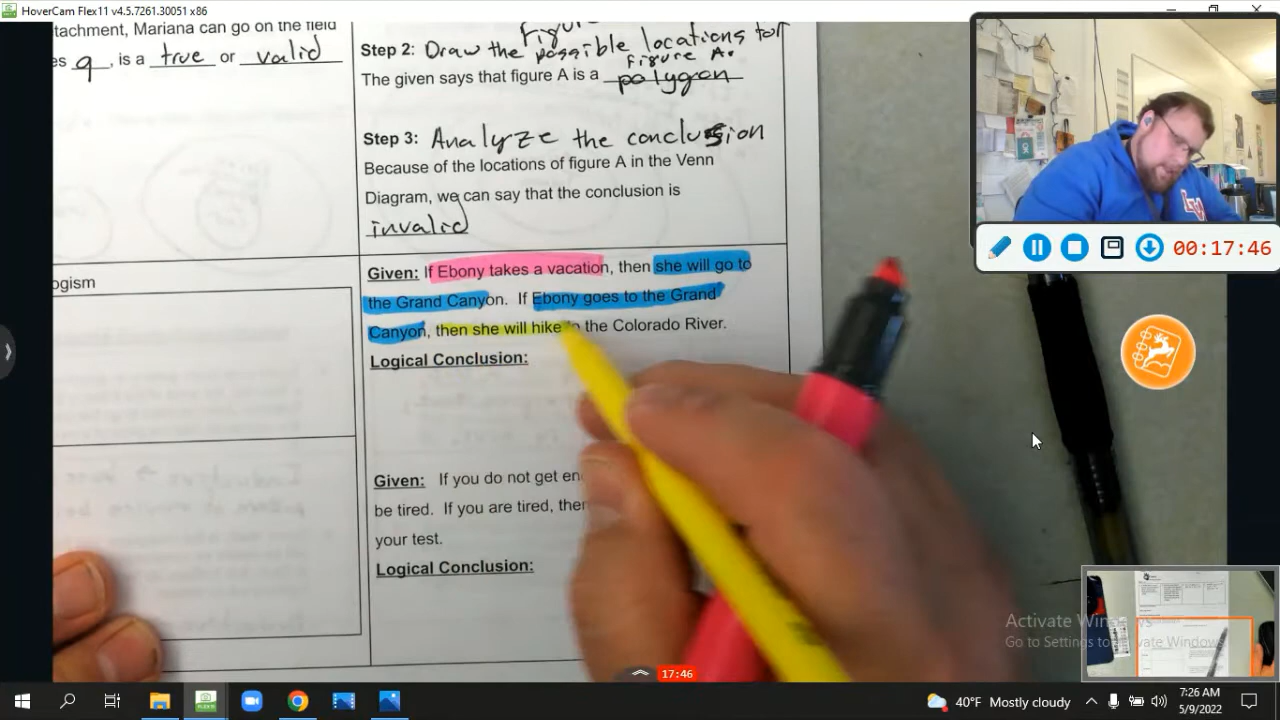 HoverCam Flex11 v4.5.7261.30051 x86
tachment, Mariana can go on the field
es q, is a true or valid
Step 2: Draw the possible locations for
figure A.
The given says that figure A is a polygon
Step 3: Analyze the conclusion
Because of the locations of figure A in the Venn
Diagram, we can say that the conclusion is
invalid
ogism
Given: If Ebony takes a vacation, then she will go to
the Grand Canyon. If Ebony goes to the Grand
Canyon, then she will hike the Colorado River.
Logical Conclusion:
Given: If you do not get en
be tired. If you are tired, then
your test.
Logical Conclusion:
00:17:46
Activate Win
Go to Settings to activate Windows
17:46
40°F Mostly cloudy
7:26 AM
5/9/2022